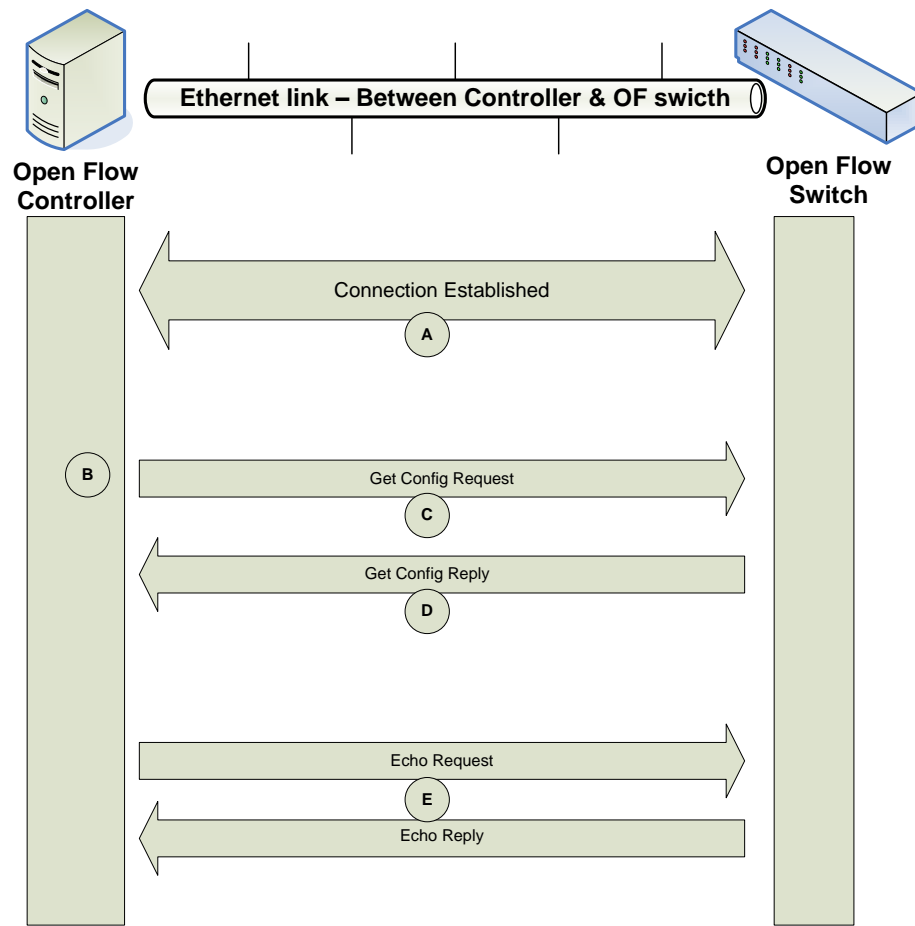 Ethernet link – Between Controller & OF swicth
Open Flow
Controller
Open Flow
Switch
Connection Established
A
B
Get Config Request
C
Get Config Reply
D
Echo Request
E
Echo Reply